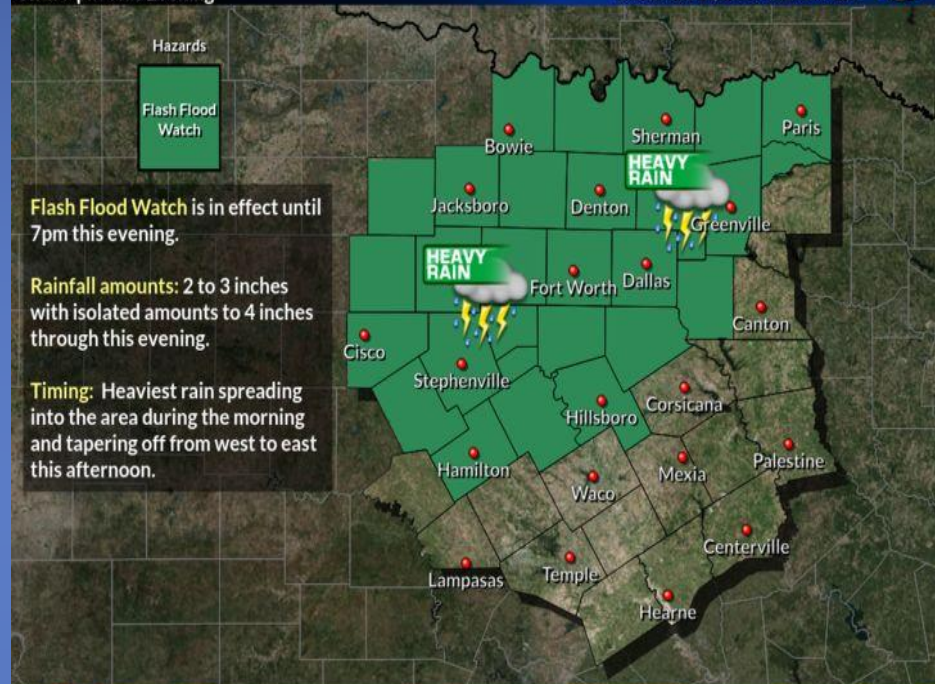 Hazards
Flash Flood
Watch
Flash Flood Watch is in effect until
7pm this evening.
Rainfall amounts: 2 to 3 inches
with isolated amounts to 4 inches
through this evening.
Timing: Heaviest rain spreading
into the area during the morning
and tapering off from west to east
this afternoon.
Bowie
Sherman
Paris
HEAVY
RAIN
Jacksboro
Denton
Greenville
HEAVY
RAIN
Fort Worth
Dallas
Canton
Cisco
Stephenville
Hillsboro
Corsicana
Hamilton
Waco
Mexia
Palestine
Lampasas
Temple
Centerville
Hearne